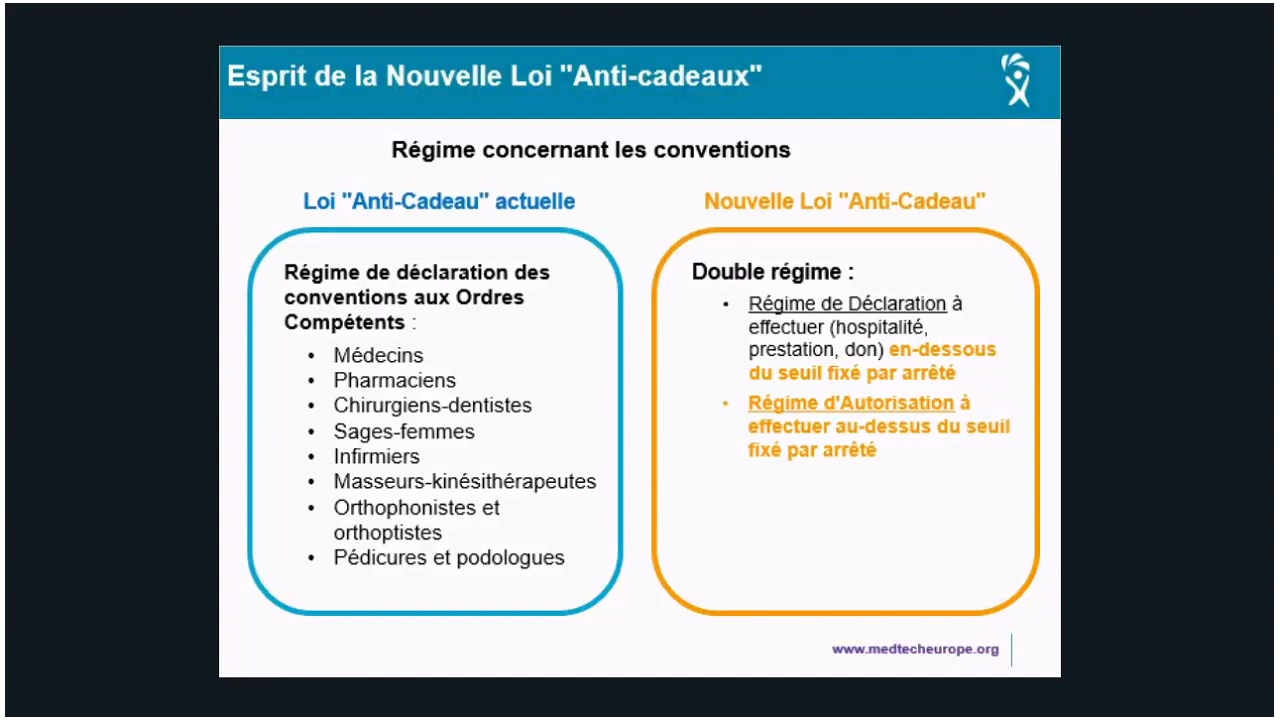 Esprit de la Nouvelle Loi "Anti-cadeaux"
Régime concernant les conventions
Loi "Anti-Cadeau" actuelle
Régime de déclaration des
conventions aux Ordres
Compétents :
• Médecins
• Pharmaciens
• Chirurgiens-dentistes
• Sages-femmes
• Infirmiers
• Masseurs-kinésithérapeutes
• Orthophonistes et
orthoptistes
• Pédicures et podologues
Nouvelle Loi "Anti-Cadeau"
Double régime :
• Régime de Déclaration à
effectuer (hospitalité,
prestation, don) en-dessous
du seuil fixé par arrêté
• Régime d'Autorisation à
effectuer au-dessus du seuil
fixé par arrêté
www.medtecheurope.org